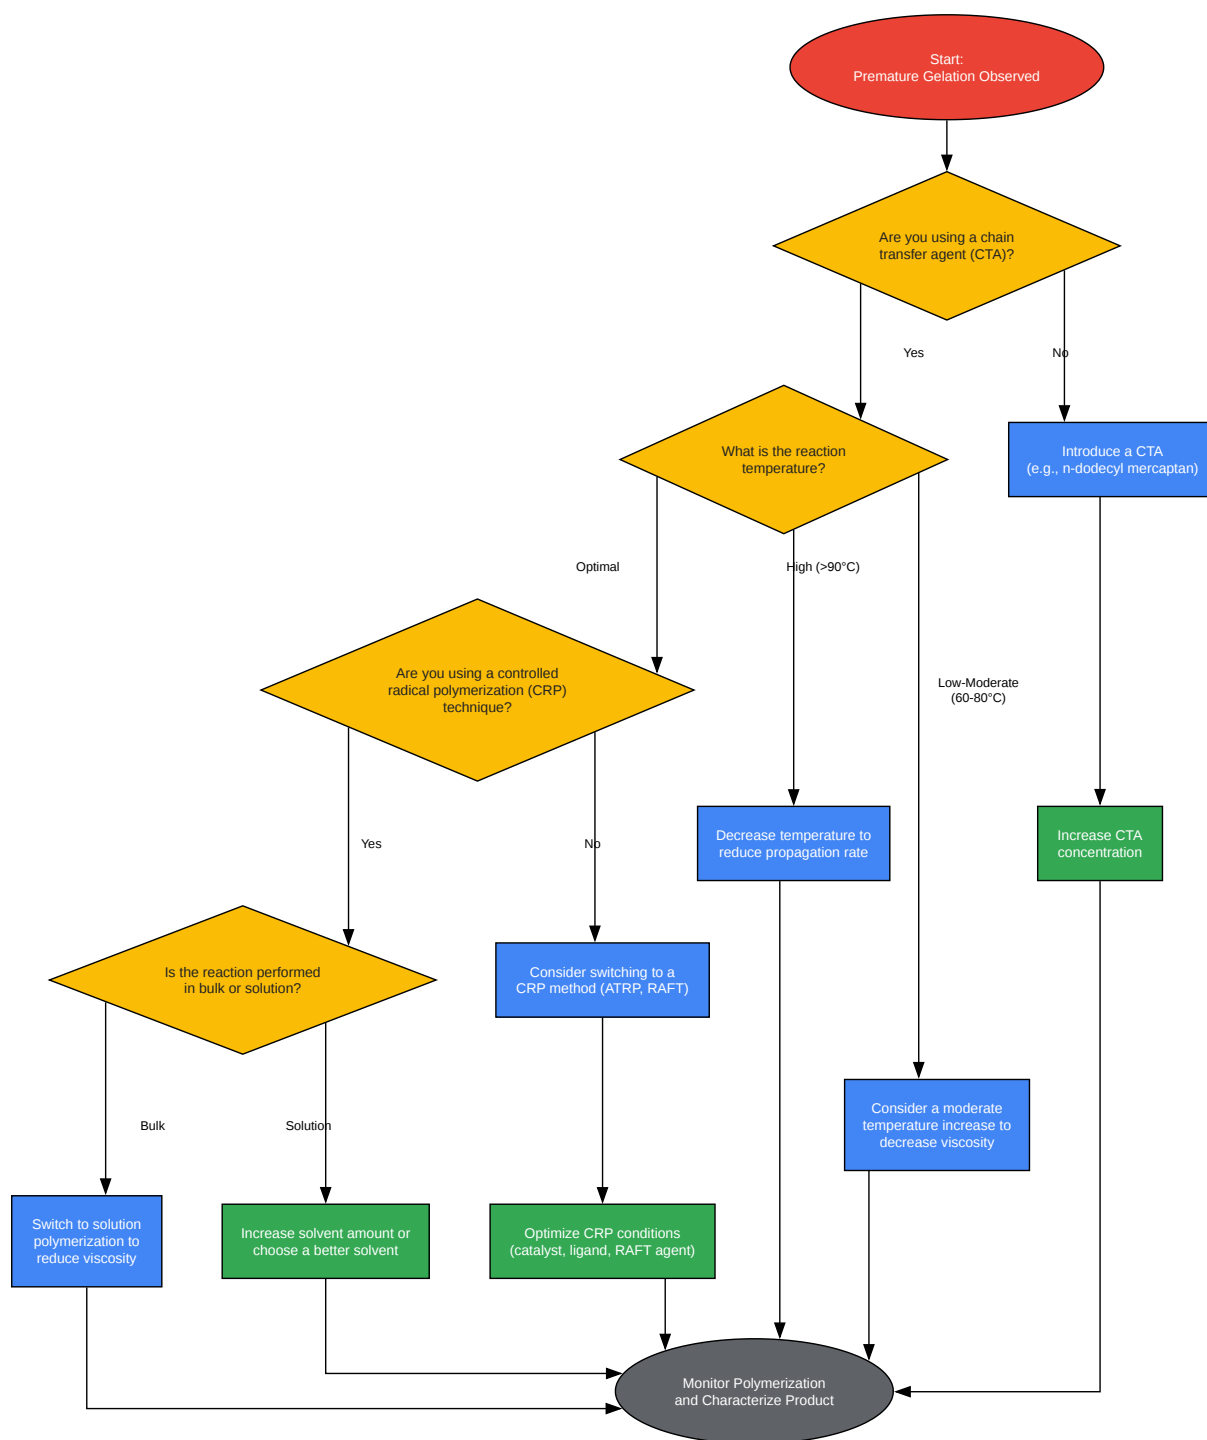 Start:
Premature Gelation Observed
Are you using a chain
transfer agent (CTA)?
Yes
No
What is the reaction
temperature?
Introduce a CTA
(e.g., n-dodecyl mercaptan)
Optimal
High (>90°C)
Low-Moderate
(60-80°C)
Are you using a controlled
radical polymerization (CRP)
technique?
Yes
No
Decrease temperature to
reduce propagation rate
Increase CTA
concentration
Is the reaction performed
in bulk or solution?
Consider switching to a
CRP method (ATRP, RAFT)
Bulk
Solution
Consider a moderate
temperature increase to
decrease viscosity
Switch to solution
polymerization to
reduce viscosity
Increase solvent amount or
choose a better solvent
Optimize CRP conditions
(catalyst, ligand, RAFT agent)
Monitor Polymerization
and Characterize Product